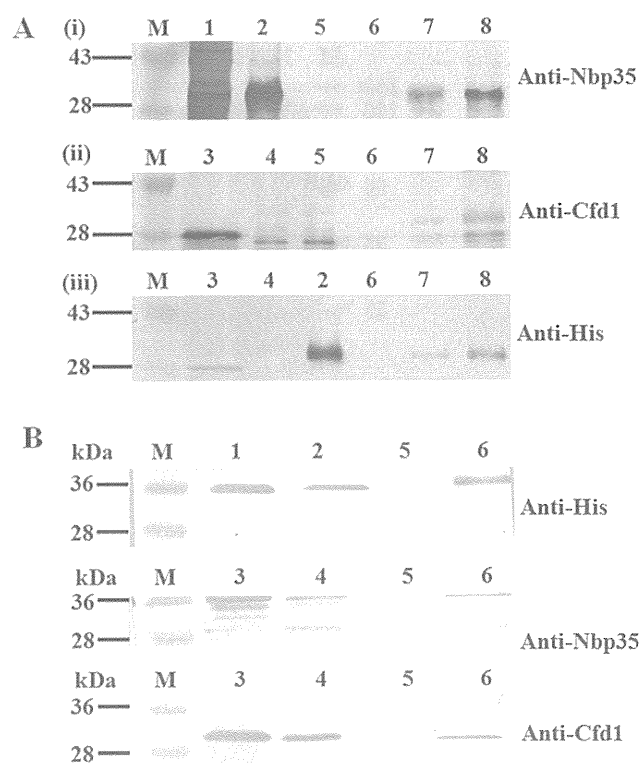 A (i) M 1 2 5 6 7 8
43
28
Anti-Nbp35
(ii) M 3 4 5 6 7 8
43
28
Anti-Cfd1
(iii) M 3 4 2 6 7 8
43
28
Anti-His
B
kDa M 1 2 5 6
36
28
Anti-His
kDa M 3 4 5 6
36
28
Anti-Nbp35
kDa M 3 4 5 6
36
28
Anti-Cfd1